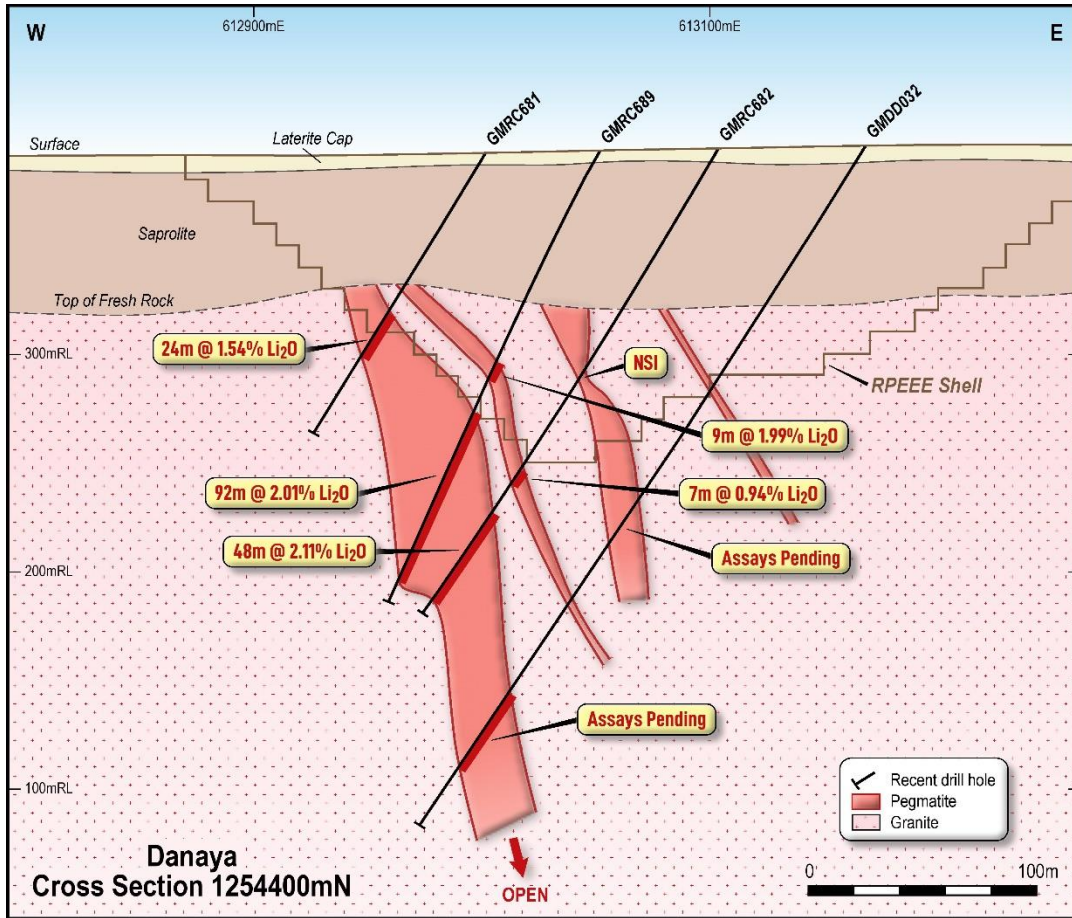 W
612900mE
613100mE
E
GMRC681
GMRC689
GMRC682
GMDD032
Surface
Laterite Cap
Saprolite
Top of Fresh Rock
300mRL
24m @ 1.54% Li₂O
NSI
RPEEE Shell
9m @ 1.99% Li₂O
92m @ 2.01% Li₂O
7m @ 0.94% Li₂O
48m @ 2.11% Li₂O
Assays Pending
200mRL
Assays Pending
100mRL
Recent drill hole
Pegmatite
Granite
Danaya
Cross Section 1254400mN
OPEN
0
100m